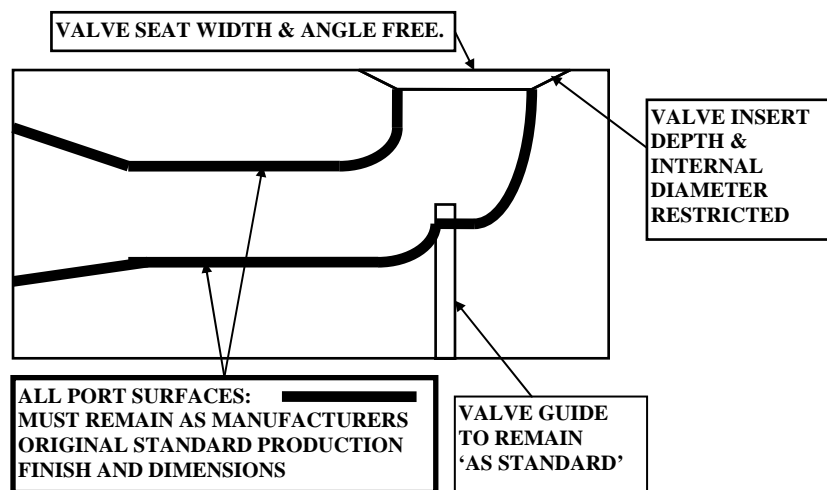 VALVE SEAT WIDTH & ANGLE FREE.
VALVE INSERT
DEPTH &
INTERNAL
DIAMETER
RESTRICTED
ALL PORT SURFACES:
MUST REMAIN AS MANUFACTURERS
ORIGINAL STANDARD PRODUCTION
FINISH AND DIMENSIONS
VALVE GUIDE
TO REMAIN
‘AS STANDARD’